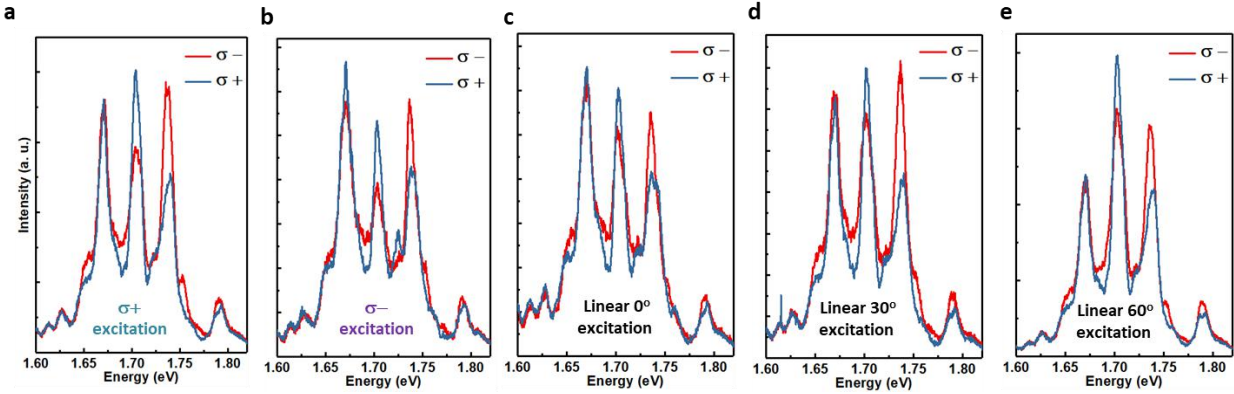 a
σ −
σ +
Intensity (a. u.)
σ+
excitation
1.60 1.65 1.70 1.75 1.80
Energy (eV)
b
σ −
σ +
σ−
excitation
1.60 1.65 1.70 1.75 1.80
Energy (eV)
c
σ −
σ +
Linear 0º
excitation
1.60 1.65 1.70 1.75 1.80
Energy (eV)
d
σ −
σ +
Linear 30º
excitation
1.60 1.65 1.70 1.75 1.80
Energy (eV)
e
σ −
σ +
Linear 60º
excitation
1.60 1.65 1.70 1.75 1.80
Energy (eV)